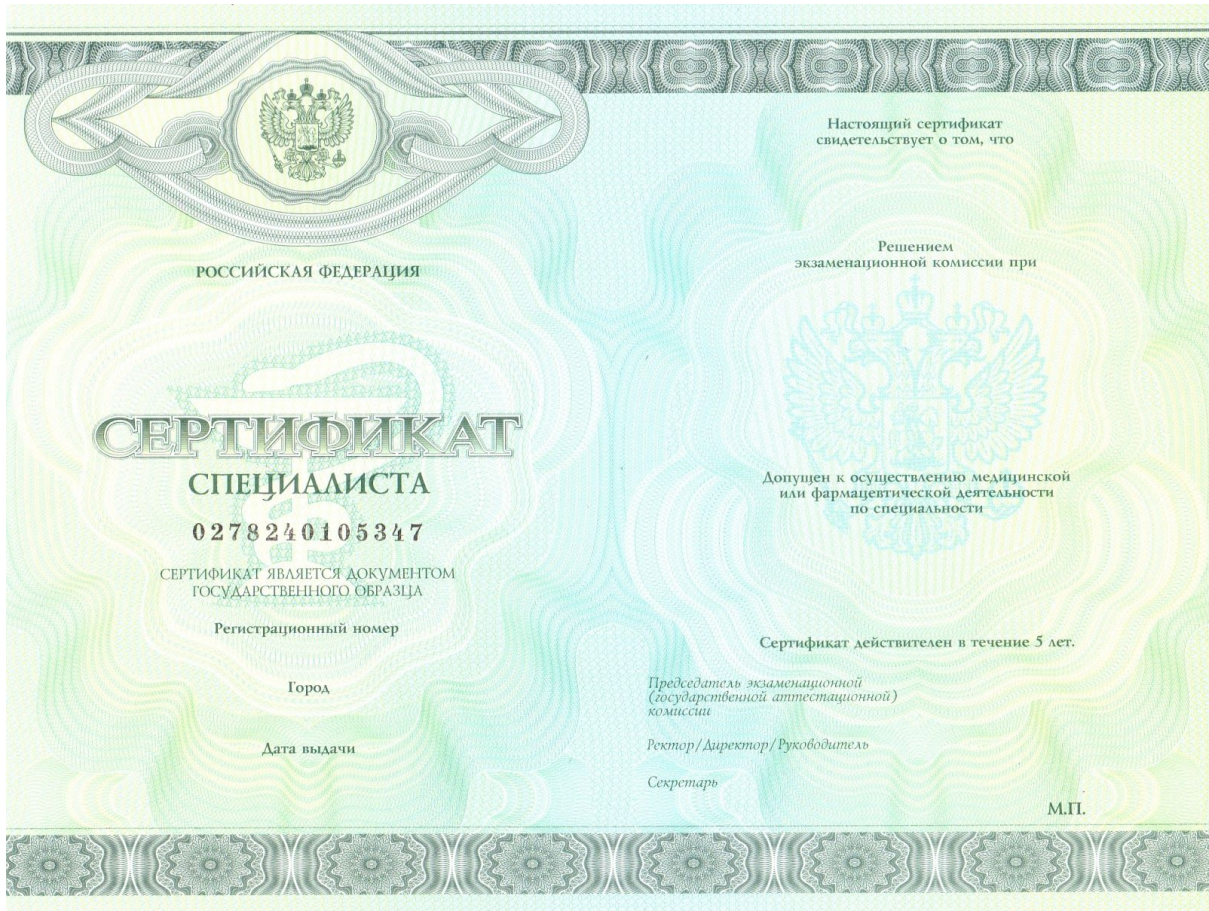 РОССИЙСКАЯ ФЕДЕРАЦИЯ
СЕРТИФИКАТ
СПЕЦИАЛИСТА
0278240105347
СЕРТИФИКАТ ЯВЛЯЕТСЯ ДОКУМЕНТОМ
ГОСУДАРСТВЕННОГО ОБРАЗЦА
Регистрационный номер
Город
Дата выдачи
Настоящий сертификат
свидетельствует о том, что
Решением
экзаменационной комиссии при
Допущен к осуществлению медицинской
или фармацевтической деятельности
по специальности
Сертификат действителен в течение 5 лет.
Председатель экзаменационной
(государственной аттестационной)
комиссии
Ректор/Директор/Руководитель
Секретарь
М.П.